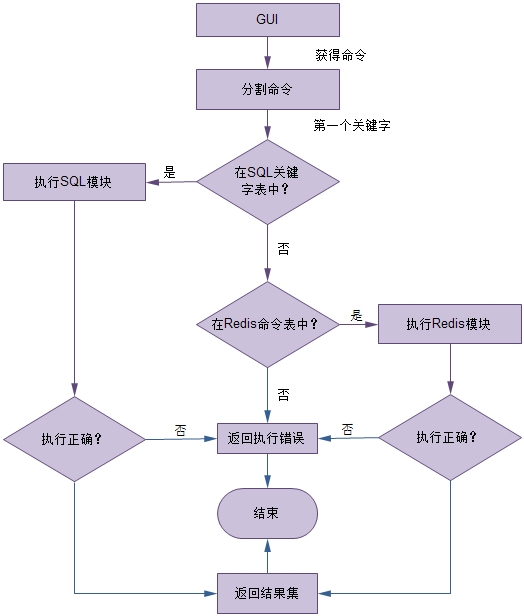 GUI
获得命令
分割命令
第一个关键字
在SQL关键
字表中？
是
执行SQL模块
否
在Redis命令表中？
是
执行Redis模块
否
执行正确？
否
返回执行错误
否
执行正确？
结束
返回结果集